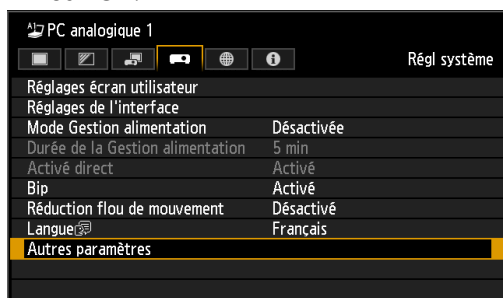 PC analogique 1
Régl système
Réglages écran utilisateur
Réglages de l'interface
Mode Gestion alimentation Désactivée
Durée de la Gestion alimentation 5 min
Activé direct Activé
Bip Activé
Réduction flou de mouvement Désactivé
Langue Français
Autres paramètres